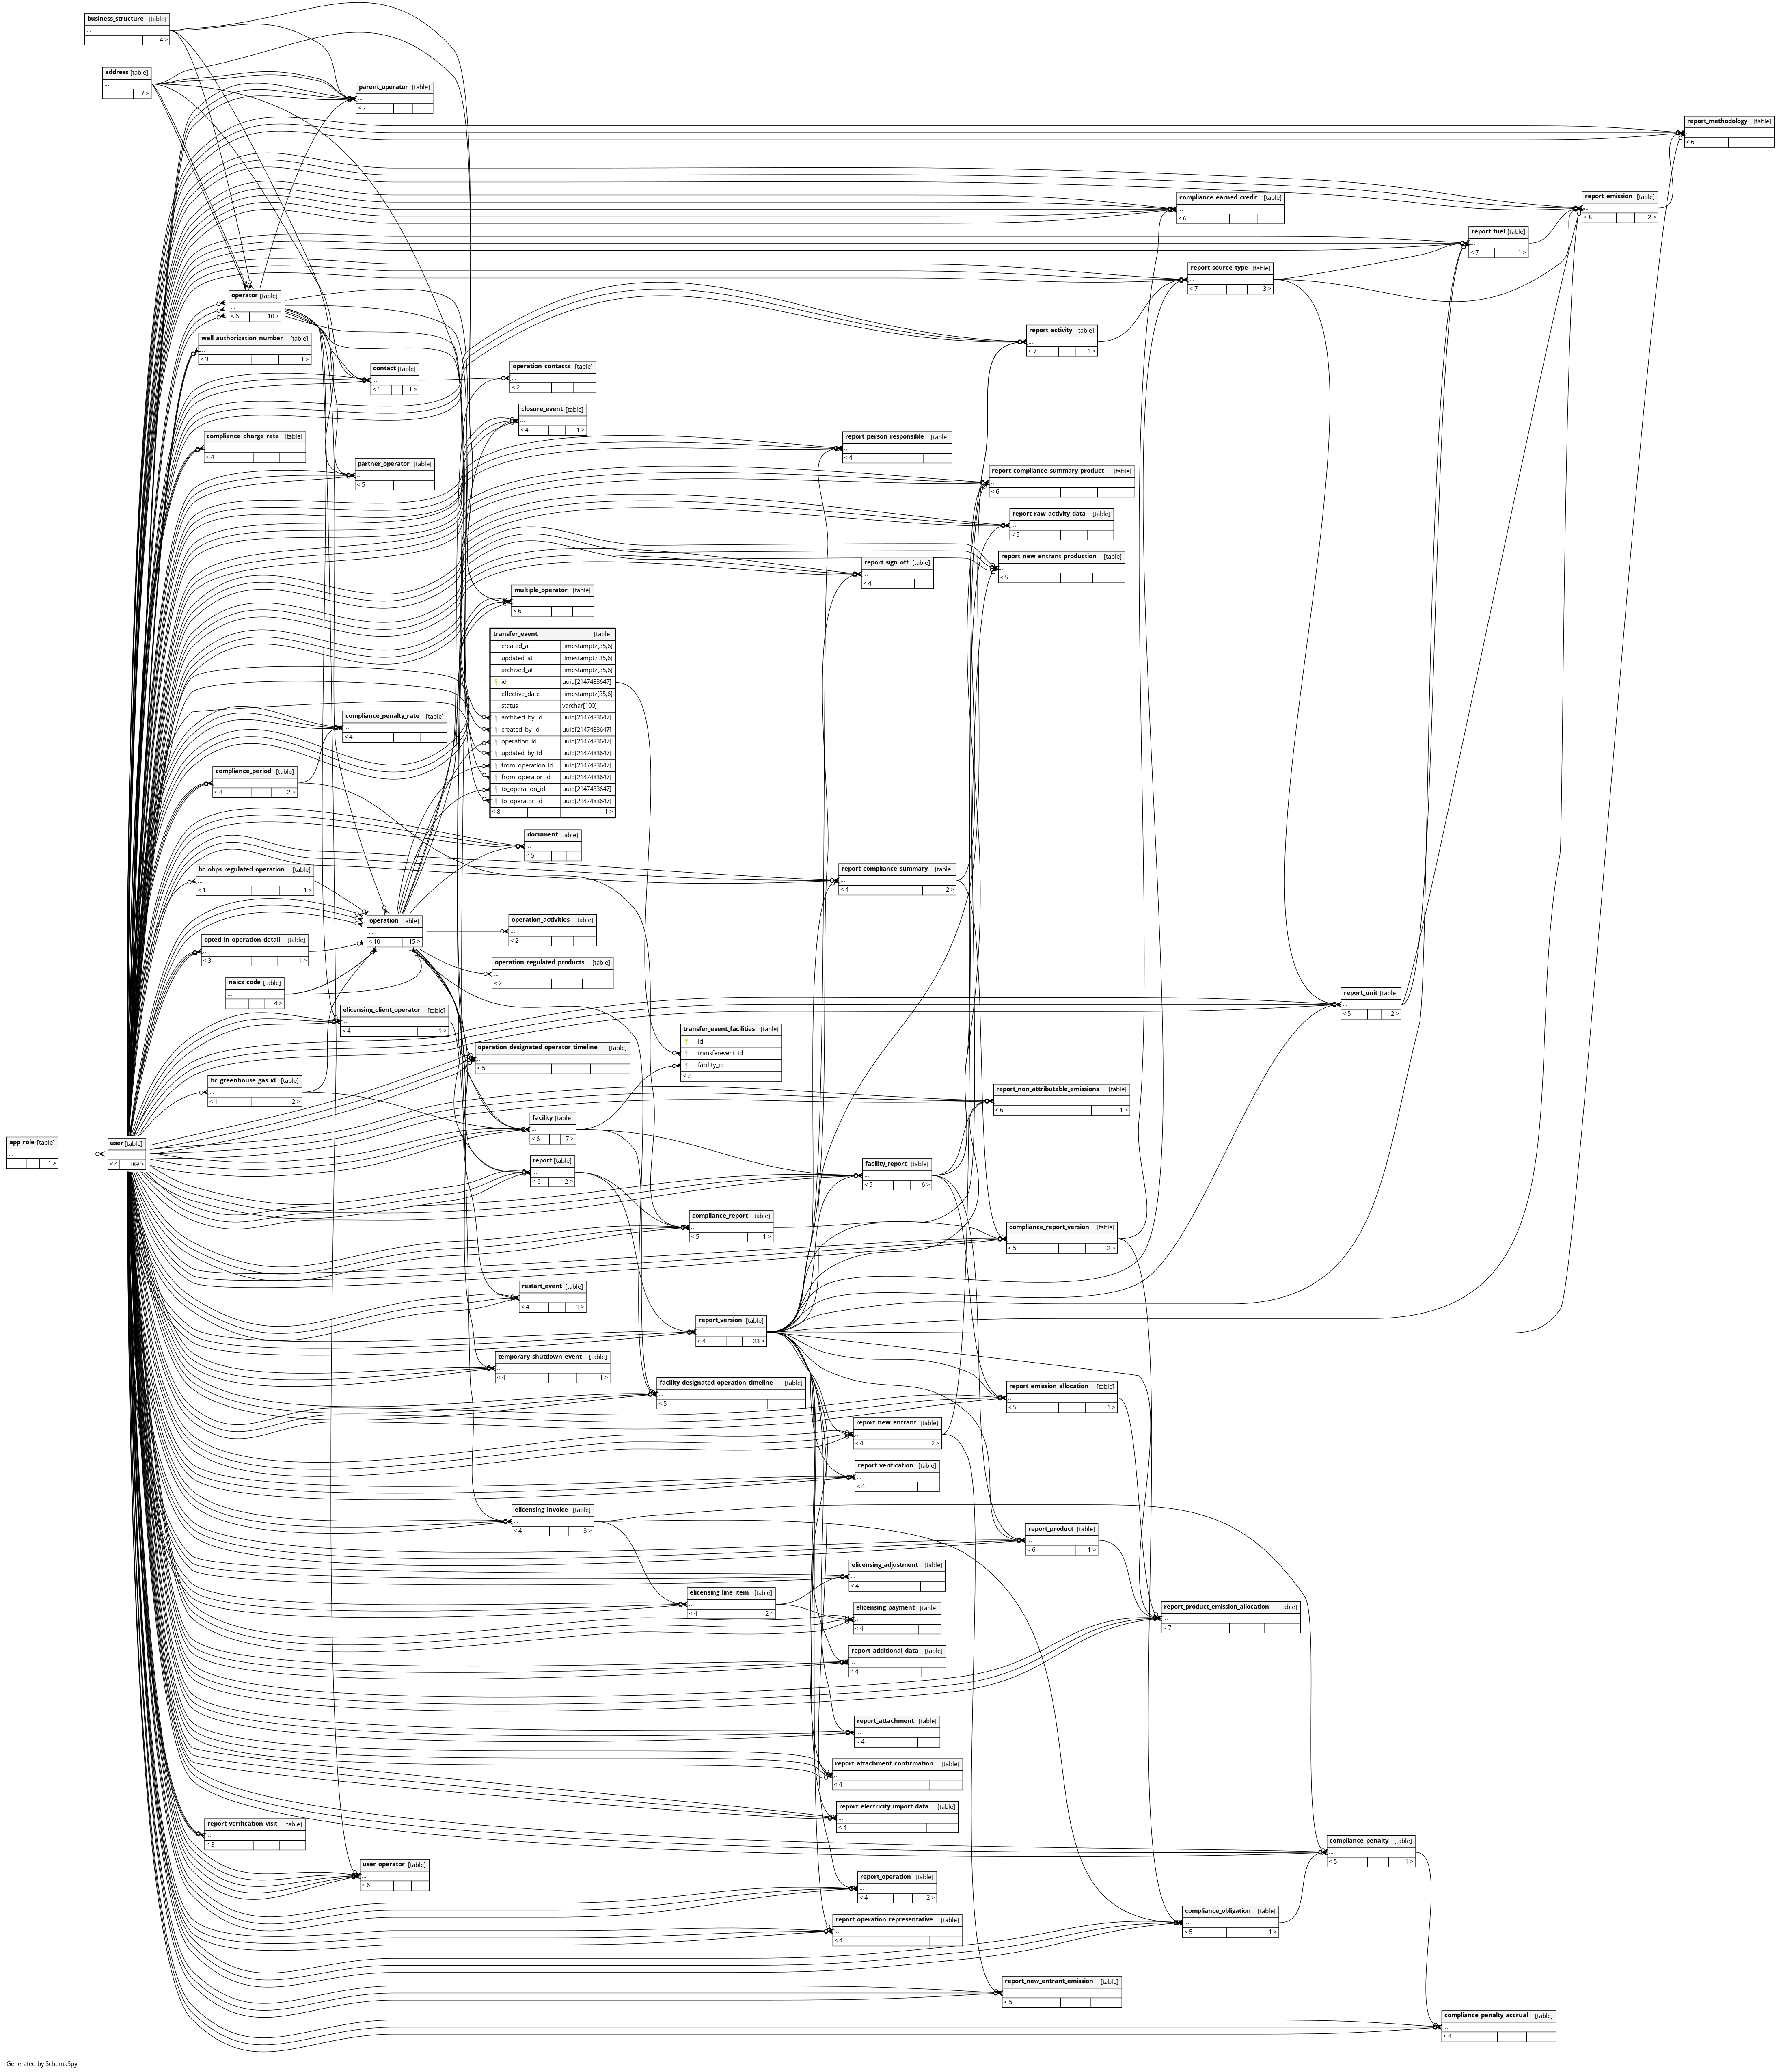 business_structure [table]
...
4 >
address [table]
...
7 >
parent_operator [table]
...
< 7
report_methodology [table]
...
< 6
compliance_earned_credit [table]
...
< 6
report_emission [table]
...
< 8 2 >
report_fuel [table]
...
< 7 1 >
report_source_type [table]
...
< 7 3 >
operator [table]
...
< 6 10 >
report_activity [table]
...
< 7 1 >
well_authorization_number [table]
...
< 3 1 >
contact [table]
...
< 6 1 >
operation_contacts [table]
...
< 2
closure_event [table]
...
< 4 1 >
compliance_charge_rate [table]
...
< 4
report_person_responsible [table]
...
< 4
partner_operator [table]
...
< 5
report_compliance_summary_product [table]
...
< 6
report_raw_activity_data [table]
...
< 5
report_new_entrant_production [table]
...
< 5
report_sign_off [table]
...
< 4
multiple_operator [table]
...
< 6
transfer_event [table]
created_at timestamptz[35,6]
updated_at timestamptz[35,6]
archived_at timestamptz[35,6]
id uuid[2147483647]
effective_date timestamptz[35,6]
status varchar[100]
archived_by_id uuid[2147483647]
created_by_id uuid[2147483647]
operation_id uuid[2147483647]
updated_by_id uuid[2147483647]
from_operation_id uuid[2147483647]
from_operator_id uuid[2147483647]
to_operation_id uuid[2147483647]
to_operator_id uuid[2147483647]
< 8 1 >
compliance_penalty_rate [table]
...
< 4
compliance_period [table]
...
< 4 2 >
document [table]
...
< 5
bc_obps_regulated_operation [table]
...
< 1 1 >
report_compliance_summary [table]
...
< 4 2 >
operation [table]
...
< 10 15 >
operation_activities [table]
...
< 2
opted_in_operation_detail [table]
...
< 3 1 >
operation_regulated_products [table]
...
< 2
naics_code [table]
...
4 >
report_unit [table]
...
< 5 2 >
elicensing_client_operator [table]
...
< 4 1 >
transfer_event_facilities [table]
id
transferevent_id
facility_id
< 2
operation_designated_operator_timeline [table]
...
< 5
bc_greenhouse_gas_id [table]
...
< 1 2 >
report_non_attributable_emissions [table]
...
< 6 1 >
facility [table]
...
< 6 7 >
app_role [table]
...
1 >
user [table]
...
< 4 189 >
report [table]
...
< 6 2 >
facility_report [table]
...
< 5 6 >
compliance_report [table]
...
< 5 1 >
compliance_report_version [table]
...
< 5 2 >
restart_event [table]
...
< 4 1 >
report_version [table]
...
< 4 23 >
temporary_shutdown_event [table]
...
< 4 1 >
facility_designated_operation_timeline [table]
...
< 5
report_emission_allocation [table]
...
< 5 1 >
report_new_entrant [table]
...
< 4 2 >
report_verification [table]
...
< 4
elicensing_invoice [table]
...
< 4 3 >
report_product [table]
...
< 6 1 >
elicensing_adjustment [table]
...
< 4
elicensing_line_item [table]
...
< 4 2 >
elicensing_payment [table]
...
< 4
report_product_emission_allocation [table]
...
< 7
report_additional_data [table]
...
< 4
report_attachment [table]
...
< 4
report_attachment_confirmation [table]
...
< 4
report_electricity_import_data [table]
...
< 4
report_verification_visit [table]
...
< 3
compliance_penalty [table]
...
< 5 1 >
user_operator [table]
...
< 6
report_operation [table]
...
< 4 2 >
compliance_obligation [table]
...
< 5 1 >
report_operation_representative [table]
...
< 4
report_new_entrant_emission [table]
...
< 5
compliance_penalty_accrual [table]
...
< 4
Generated by SchemaSpy